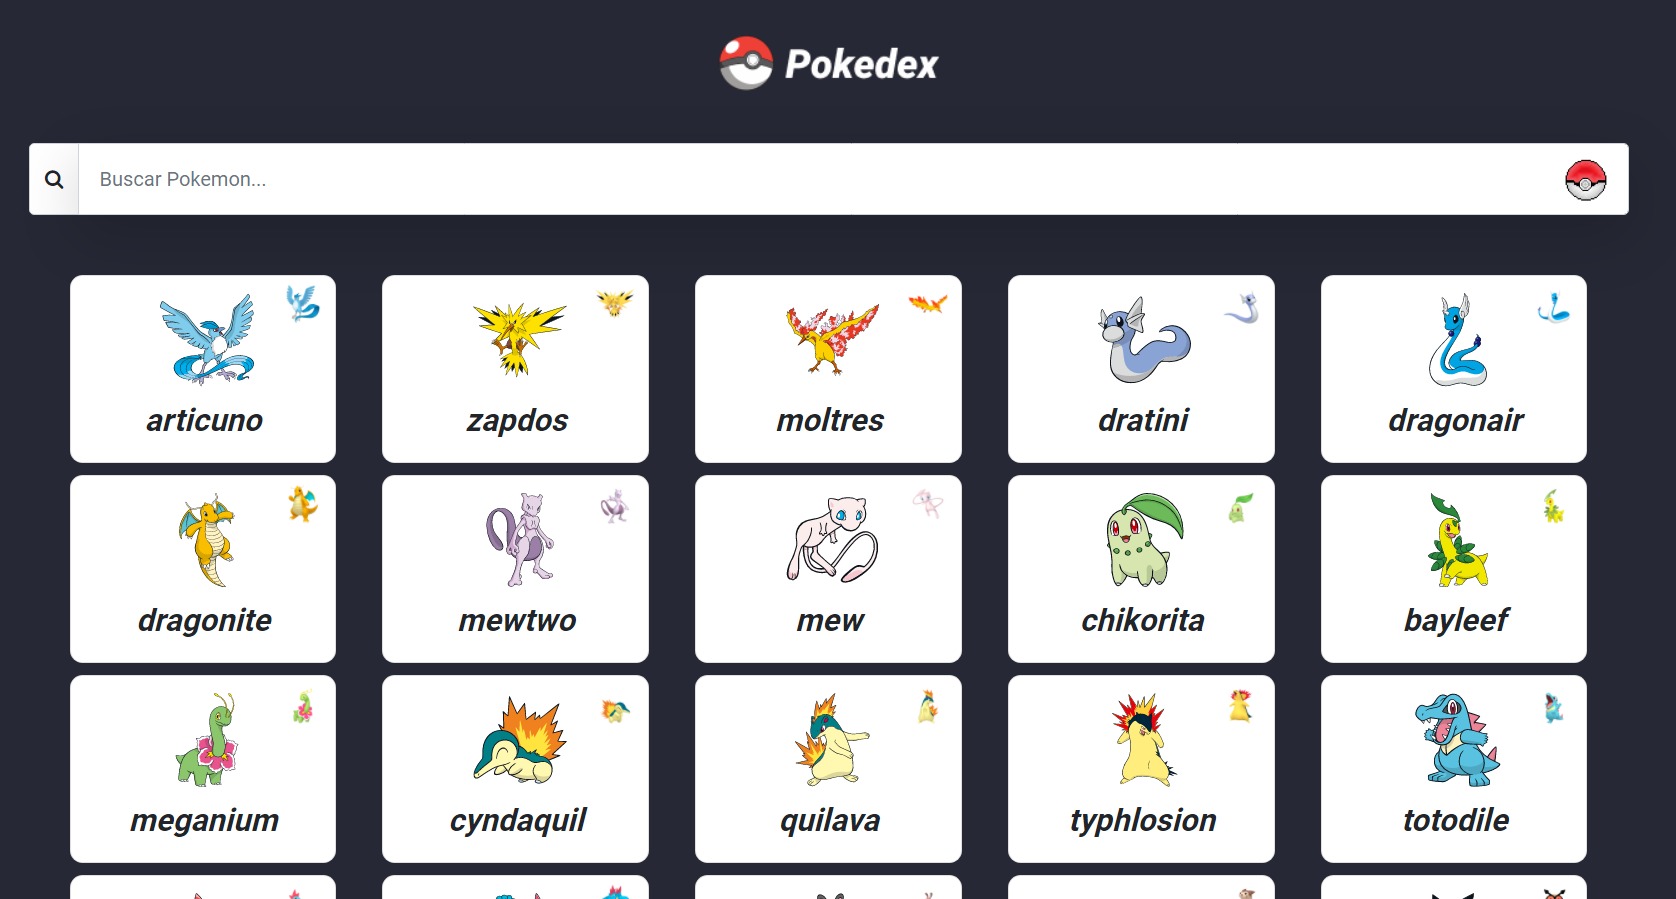 Pokedex
Buscar Pokemon...
articuno
zapdos
moltres
dratini
dragonair
dragonite
mewtwo
mew
chikorita
bayleef
meganium
cyndaquil
quilava
typhlosion
totodile